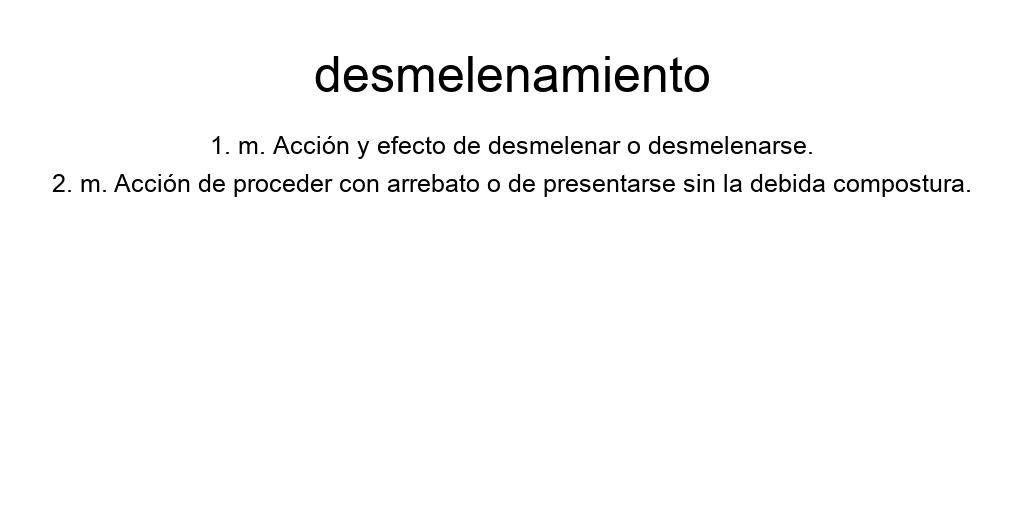 desmelenamiento
1. m. Acción y efecto de desmelenar o desmelenarse.
2. m. Acción de proceder con arrebato o de presentarse sin la debida compostura.